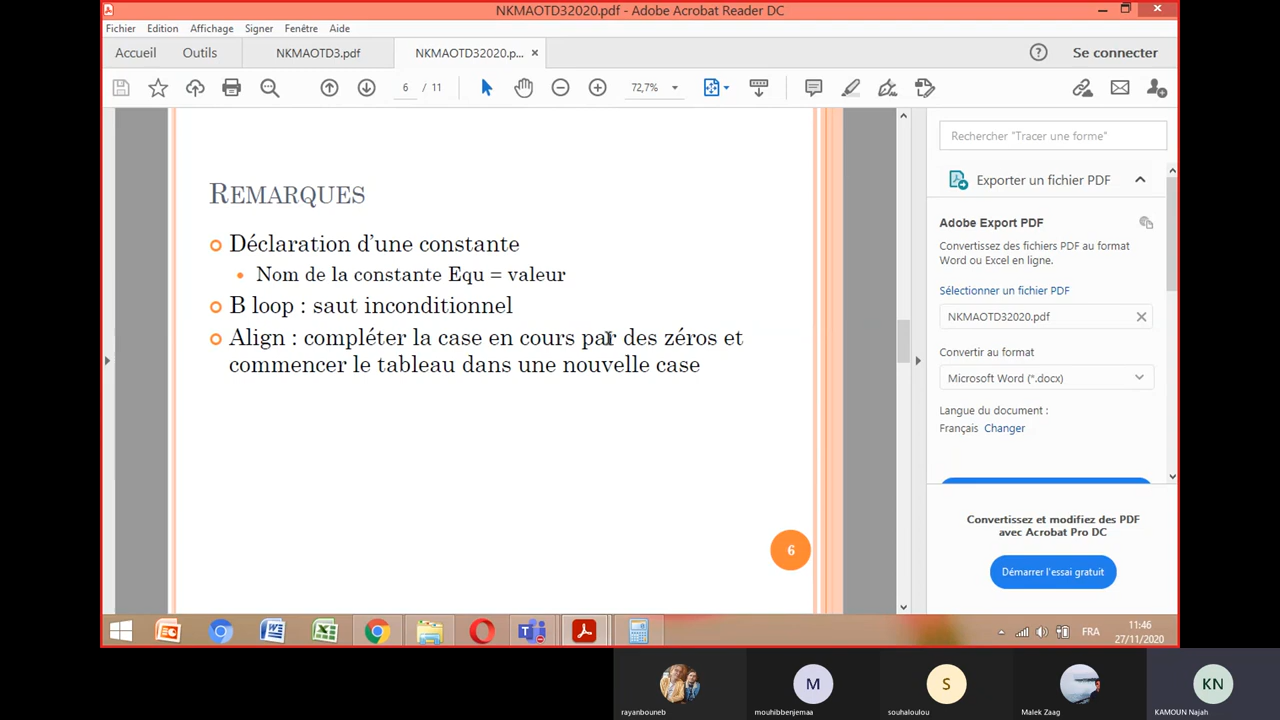 NKMAOTD32020.pdf - Adobe Acrobat Reader DC
Fichier Edition Affichage Signer Fenêtre Aide
Accueil Outils NKMAOTD3.pdf NKMAOTD32020.p... × Se connecter
6 / 11 72,7%
REMARQUES
Déclaration d'une constante
Nom de la constante Equ = valeur
B loop : saut inconditionnel
Align : compléter la case en cours par des zéros et
commencer le tableau dans une nouvelle case
6
Rechercher "Tracer une forme"
Exporter un fichier PDF
Adobe Export PDF
Convertissez des fichiers PDF au format
Word ou Excel en ligne.
Sélectionner un fichier PDF
NKMAOTD32020.pdf
Convertir au format
Microsoft Word (*.docx)
Langue du document :
Français Changer
Convertissez et modifiez des PDF
avec Acrobat Pro DC
Démarrer l'essai gratuit
FRA
11:46
27/11/2020
M S KN
rayanbouneb mouhibbenjemaa souhaloulou Malek Zaag KAMOUN Najah